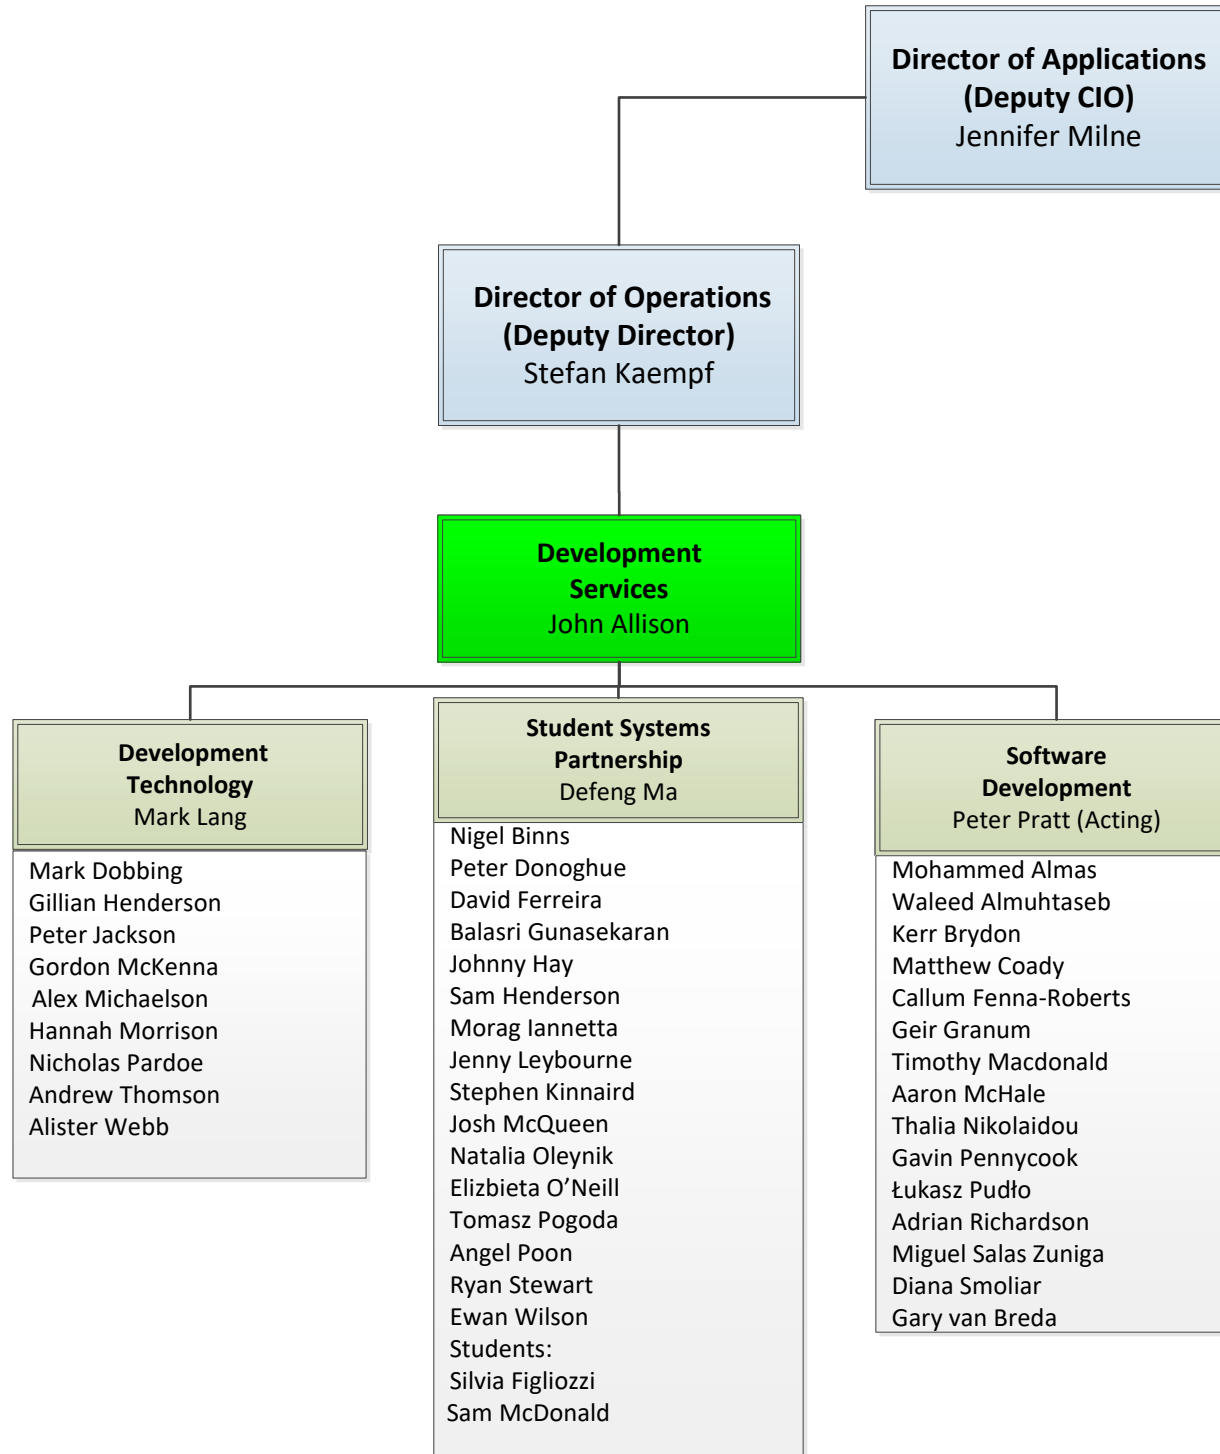 Director of Applications
(Deputy CIO)
Jennifer Milne
Director of Operations
(Deputy Director)
Stefan Kaempf
Development
Services
John Allison
Development
Technology
Mark Lang
Mark Dobbing
Gillian Henderson
Peter Jackson
Gordon McKenna
Alex Michaelson
Hannah Morrison
Nicholas Pardoe
Andrew Thomson
Alister Webb
Student Systems
Partnership
Defeng Ma
Nigel Binns
Peter Donoghue
David Ferreira
Balasri Gunasekaran
Johnny Hay
Sam Henderson
Morag Iannetta
Jenny Leybourne
Stephen Kinnaird
Josh McQueen
Natalia Oleynik
Elizbieta O’Neill
Tomasz Pogoda
Angel Poon
Ryan Stewart
Ewan Wilson
Students:
Silvia Figliozzi
Sam McDonald
Software
Development
Peter Pratt (Acting)
Mohammed Almas
Waleed Almuhtaseb
Kerr Brydon
Matthew Coady
Callum Fenna-Roberts
Geir Granum
Timothy Macdonald
Aaron McHale
Thalia Nikolaidou
Gavin Pennycook
Łukasz Pudło
Adrian Richardson
Miguel Salas Zuniga
Diana Smoliar
Gary van Breda